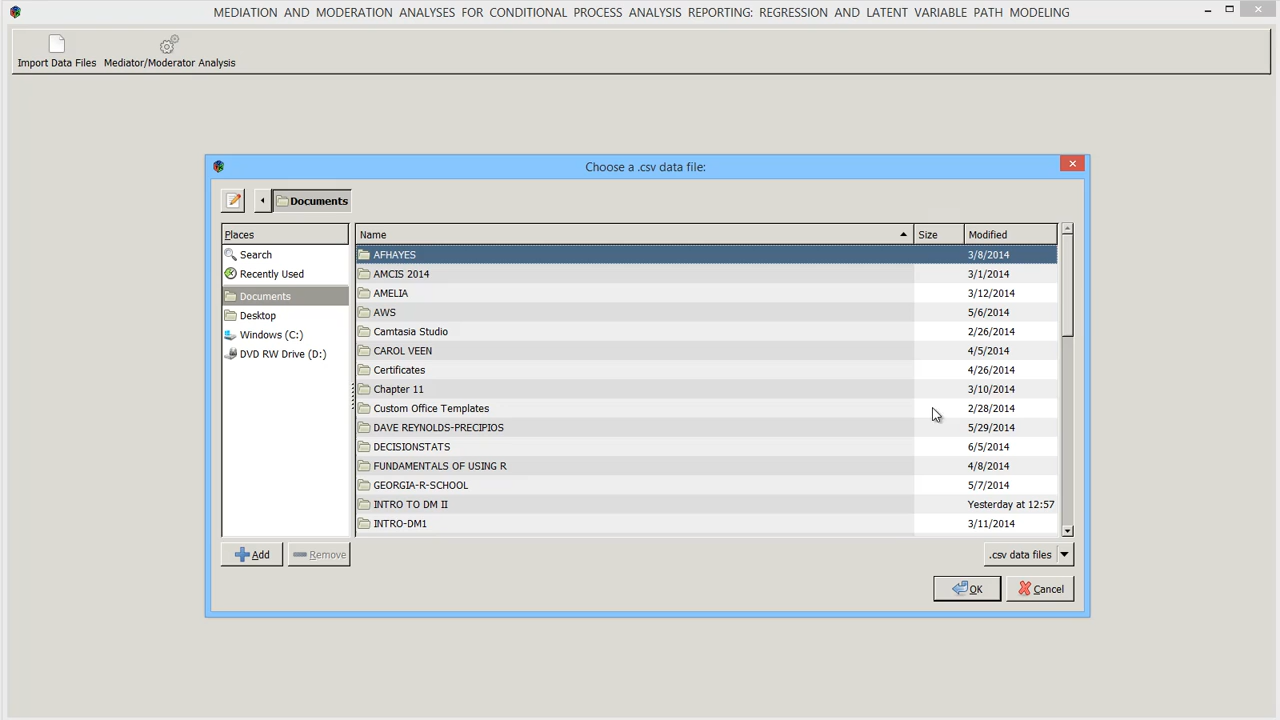 MEDIATION AND MODERATION ANALYSES FOR CONDITIONAL PROCESS ANALYSIS REPORTING: REGRESSION AND LATENT VARIABLE PATH MODELING
Import Data Files Mediator/Moderator Analysis
Choose a .csv data file:
Documents
Places
Search
Recently Used
Documents
Desktop
Windows (C:)
DVD RW Drive (D:)
Name Size Modified
AFHAYES 3/8/2014
AMCIS 2014 3/1/2014
AMELIA 3/12/2014
AWS 5/6/2014
Camtasia Studio 2/26/2014
CAROL VEEN 4/5/2014
Certificates 4/26/2014
Chapter 11 3/10/2014
Custom Office Templates 2/28/2014
DAVE REYNOLDS-PRECIPIOS 5/29/2014
DECISIONSTATS 6/5/2014
FUNDAMENTALS OF USING R 4/8/2014
GEORGIA-R-SCHOOL 5/7/2014
INTRO TO DM II Yesterday at 12:57
INTRO-DM1 3/11/2014
Add Remove .csv data files
OK Cancel